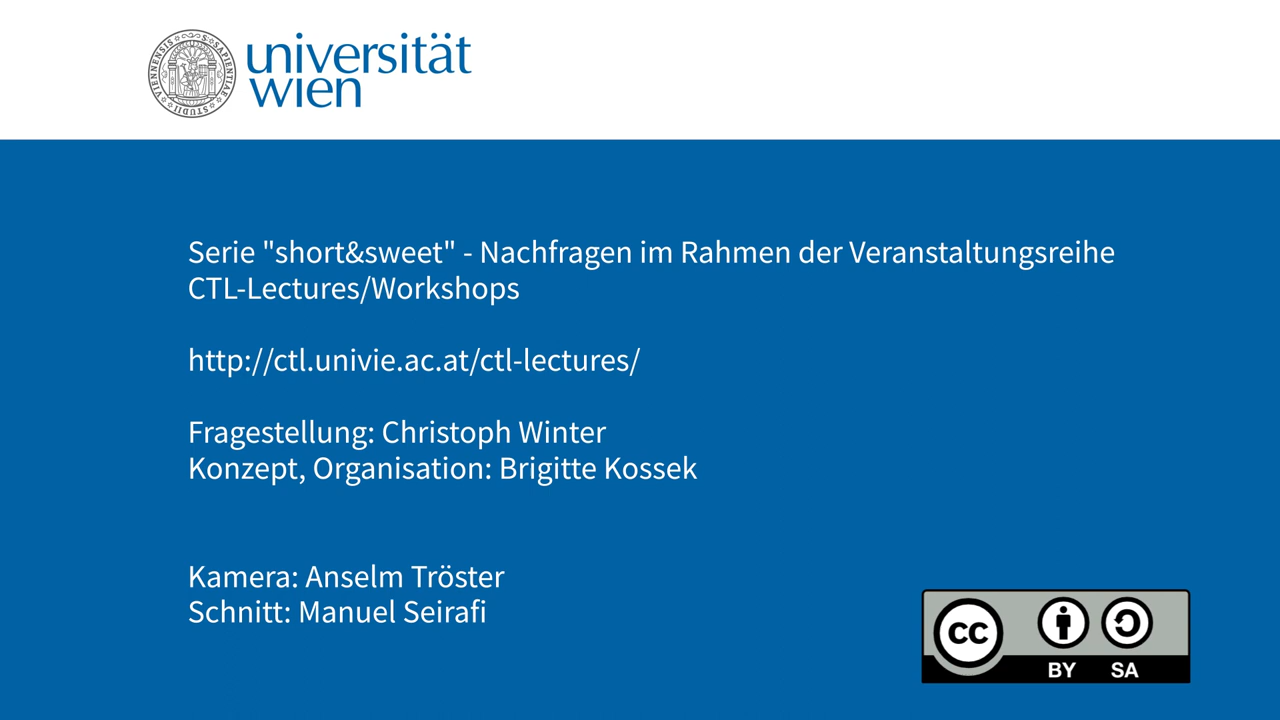 universität
wien
Serie "short&sweet" - Nachfragen im Rahmen der Veranstaltungsreihe
CTL-Lectures/Workshops
http://ctl.univie.ac.at/ctl-lectures/
Fragestellung: Christoph Winter
Konzept, Organisation: Brigitte Kossek
Kamera: Anselm Tröster
Schnitt: Manuel Seirafi
cc
BY SA